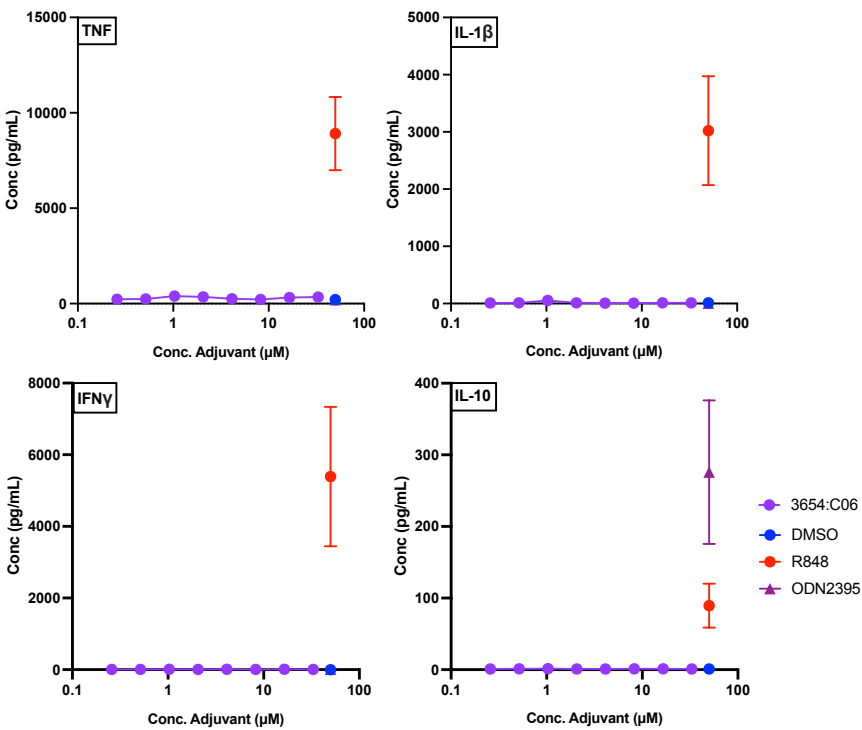 TNF
Conc (pg/mL)
15000
10000
5000
0
0.1
1
10
100
Conc. Adjuvant (µM)
IL-1β
Conc (pg/mL)
5000
4000
3000
2000
1000
0
0.1
1
10
100
Conc. Adjuvant (µM)
IFNγ
Conc (pg/mL)
8000
6000
4000
2000
0
0.1
1
10
100
Conc. Adjuvant (µM)
IL-10
Conc (pg/mL)
400
300
200
100
0
0.1
1
10
100
Conc. Adjuvant (µM)
3654:C06
DMSO
R848
ODN2395